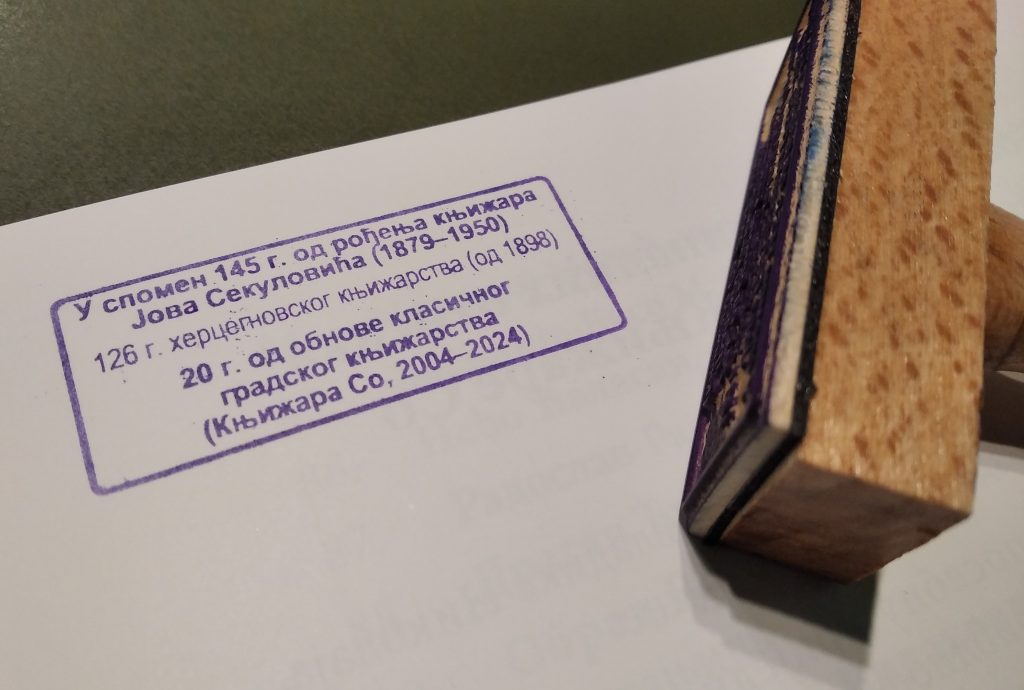 У спомен 145 г. од рођења књижара
Јова Секуловића (1879–1950)
126 г. херцегновског књижарства (од 1898)
20 г. од обнове класичног
градског књижарства
(Књижара Со, 2004–2024)